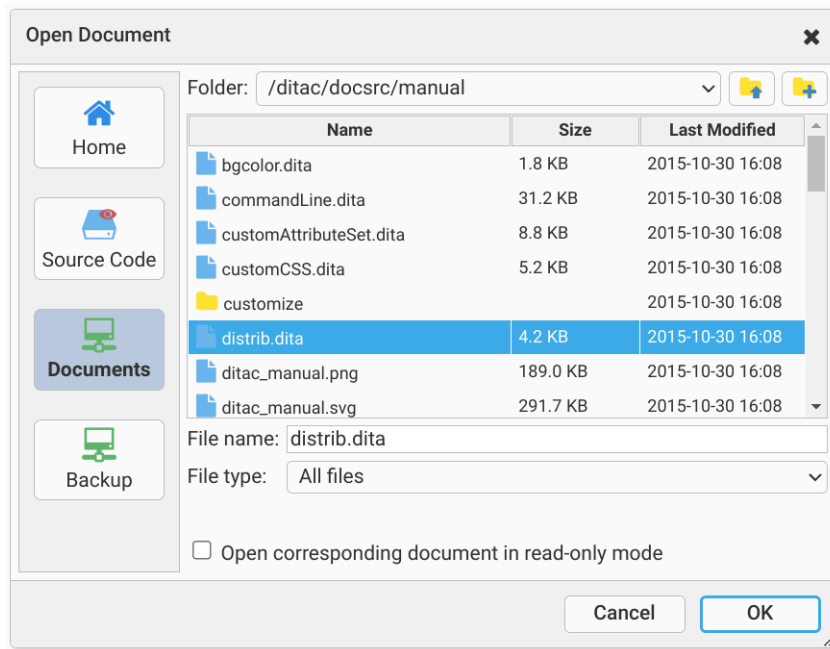 Open Document
Home
Source Code
Documents
Backup
Folder: /ditac/docsrc/manual
Name Size Last Modified
bgcolor.dita 1.8 KB 2015-10-30 16:08
commandLine.dita 31.2 KB 2015-10-30 16:08
customAttributeSet.dita 8.8 KB 2015-10-30 16:08
customCSS.dita 5.2 KB 2015-10-30 16:08
customize 2015-10-30 16:08
distrib.dita 4.2 KB 2015-10-30 16:08
ditac_manual.png 189.0 KB 2015-10-30 16:08
ditac_manual.svg 291.7 KB 2015-10-30 16:08
File name: distrib.dita
File type: All files
Open corresponding document in read-only mode
Cancel OK